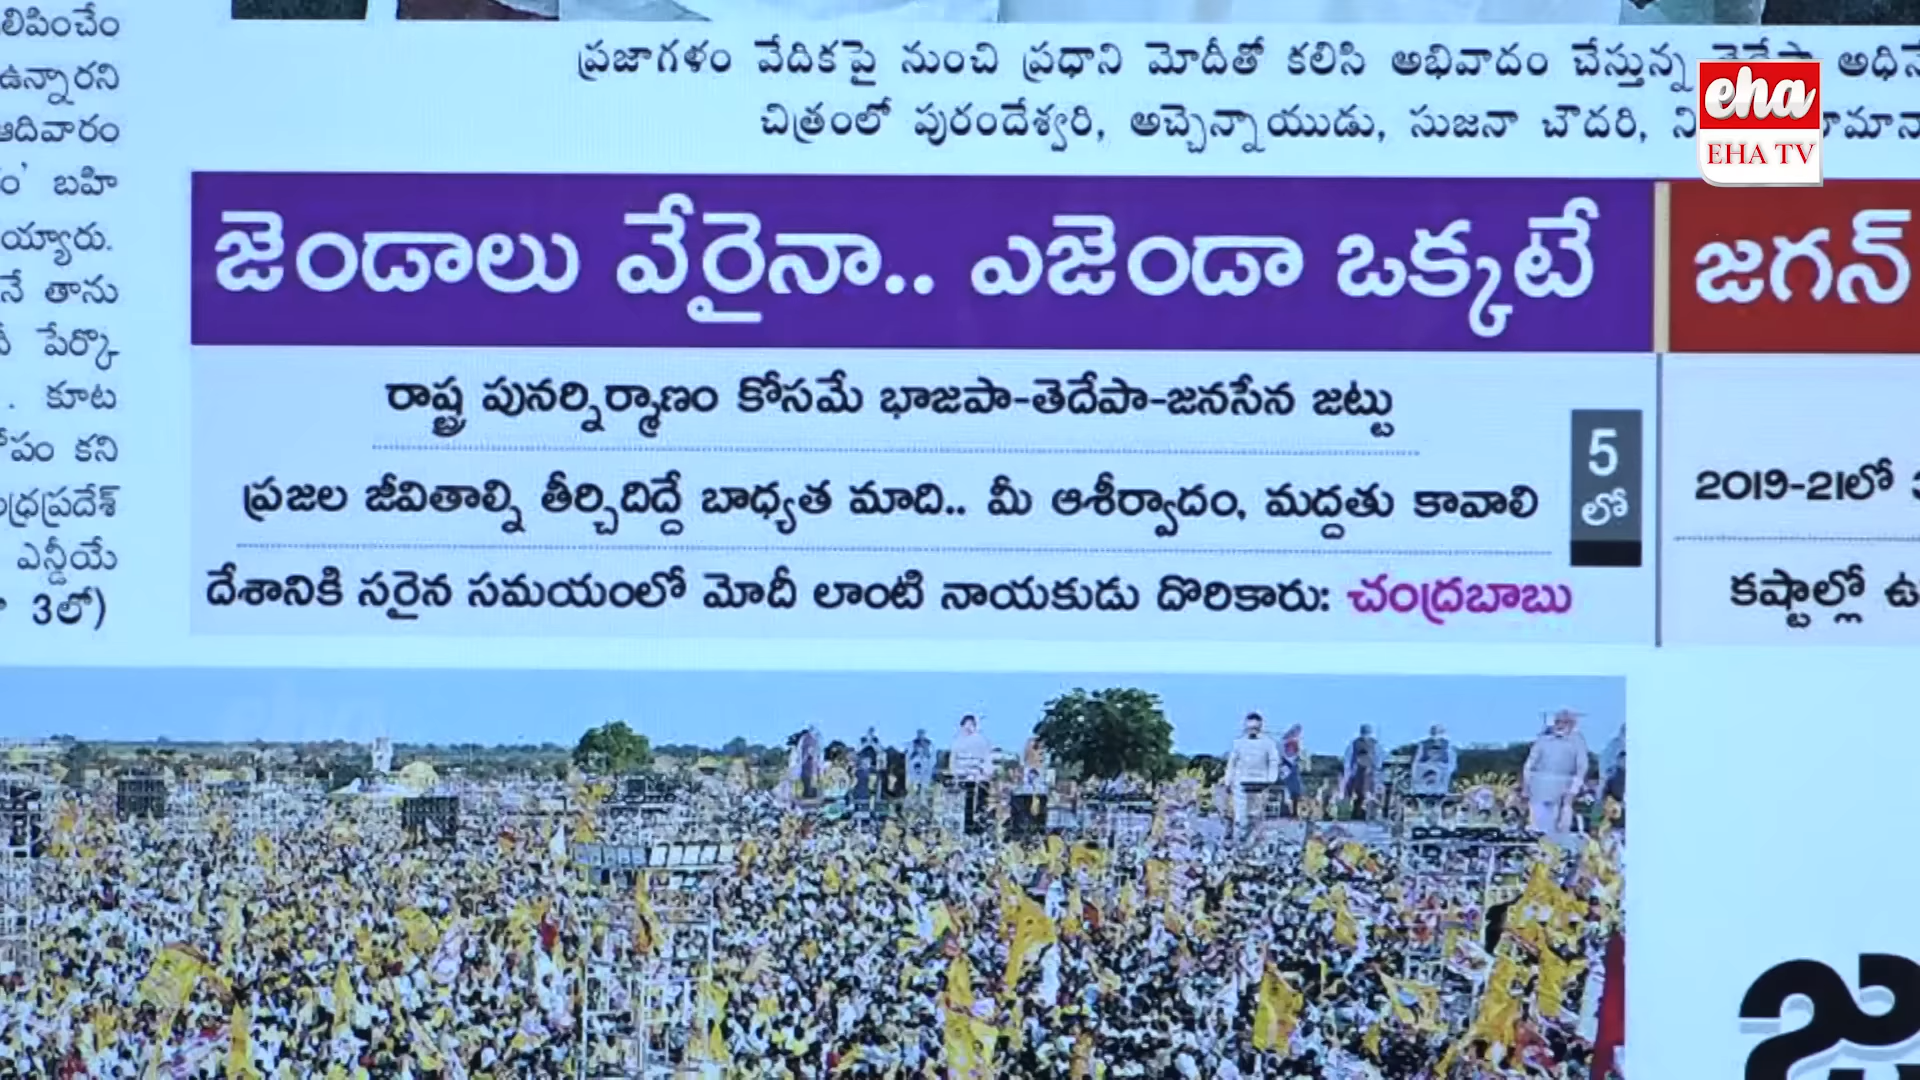 ప్రజాగళం వేదికపై నుంచి ప్రధాని మోదీతో కలిసి అభివాదం చేస్తున్న
చిత్రంలో పురందేశ్వరి, అచ్చెన్నాయుడు, సుజనా చౌదరి,
eha
EHA TV
ఉన్నారని
ఆదివారం
బహి
తాను
పేర్కొ
. కూట
కని
ఎన్డీయే
3లో)
జెండాలు వేరైనా.. ఎజెండా ఒక్కటే
రాష్ట్ర పునర్నిర్మాణం కోసమే భాజపా-తెదేపా-జనసేన జట్టు
ప్రజల జీవితాల్ని తీర్చిదిద్దే బాధ్యత మాది.. మీ ఆశీర్వాదం, మద్దతు కావాలి
దేశానికి సరైన సమయంలో మోదీ లాంటి నాయకుడు దొరికారు: చంద్రబాబు
5
లో
జగన్
2019-21లో
కష్టాల్లో